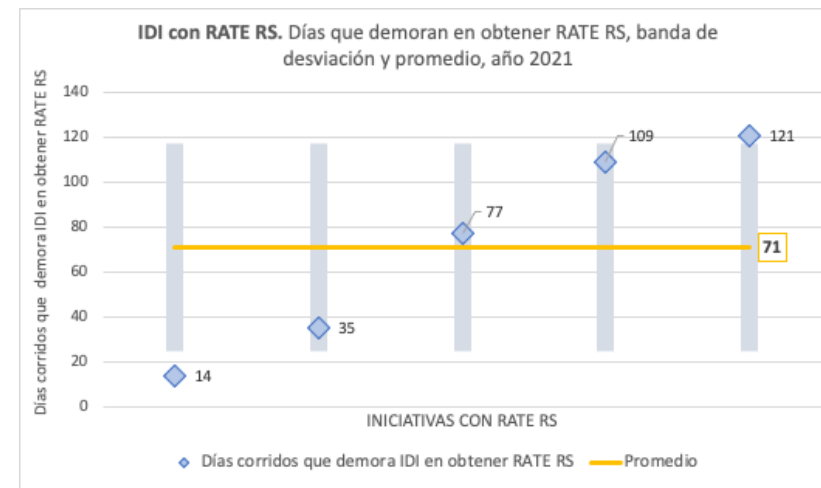 IDI con RATE RS. Días que demoran en obtener RATE RS, banda de
desviación y promedio, año 2021
Días corridos que demora IDI en obtener RATE RS
140
120
100
80
60
40
20
0
14
35
77
109
121
71
INICIATIVAS CON RATE RS
Días corridos que demora IDI en obtener RATE RS
Promedio